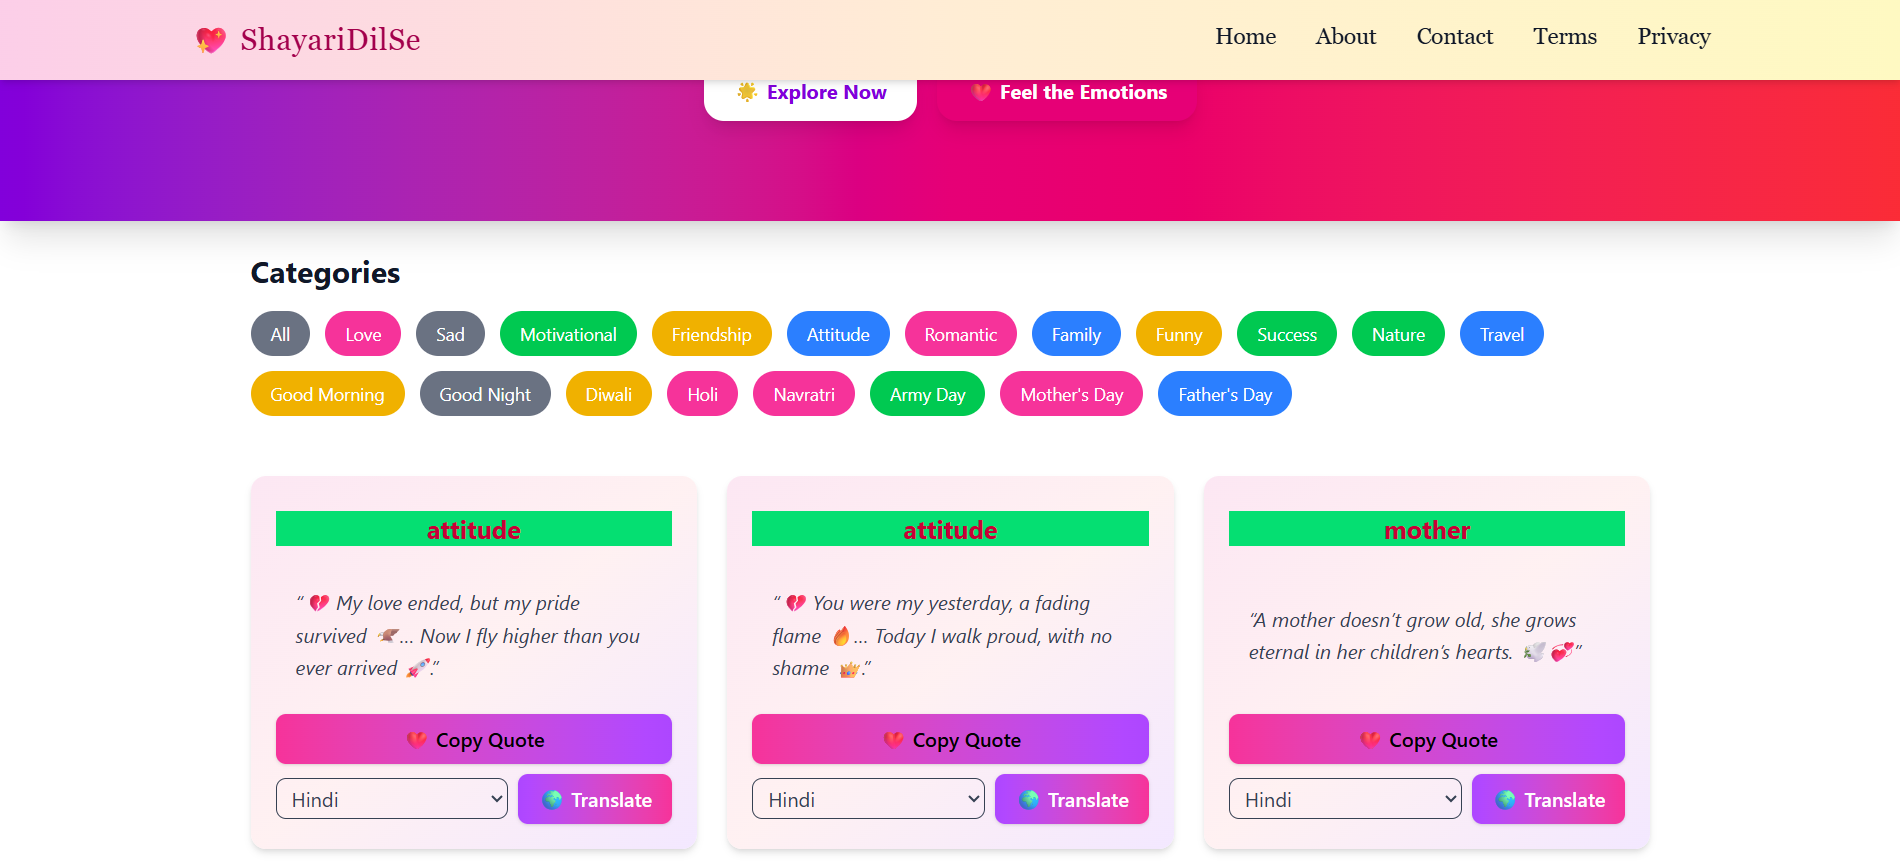 💖 ShayariDilSe
Home About Contact Terms Privacy
🌟 Explore Now ❤️ Feel the Emotions
Categories
All Love Sad Motivational Friendship Attitude Romantic Family Funny Success Nature Travel
Good Morning Good Night Diwali Holi Navratri Army Day Mother's Day Father's Day
attitude
“ 💔 My love ended, but my pride
survived 🦅… Now I fly higher than you
ever arrived 🚀.”
❤️ Copy Quote
Hindi 🌍 Translate
attitude
“ 💔 You were my yesterday, a fading
flame 🔥… Today I walk proud, with no
shame 👑.”
❤️ Copy Quote
Hindi 🌍 Translate
mother
“A mother doesn’t grow old, she grows
eternal in her children’s hearts. 🕊️💞”
❤️ Copy Quote
Hindi 🌍 Translate